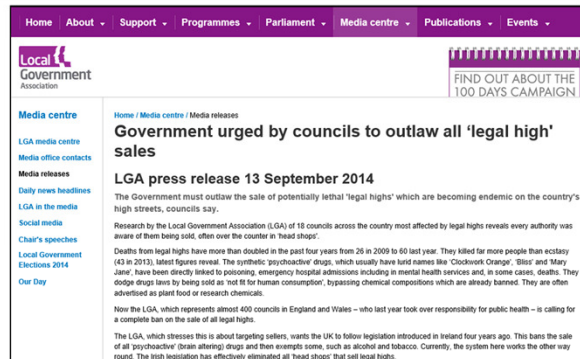 Home About Support Programmes Parliament Media centre Publications Events
Local
Government
Association
FIND OUT ABOUT THE
100 DAYS CAMPAIGN
Media centre
LGA media centre
Media office contacts
Media releases
Daily news headlines
LGA in the media
Social media
Chair's speeches
Local Government
Elections 2014
Our Day
Home / Media centre / Media releases
Government urged by councils to outlaw all 'legal high'
sales
LGA press release 13 September 2014
The Government must outlaw the sale of potentially lethal 'legal highs' which are becoming endemic on the country's
high streets, councils say.
Research by the Local Government Association (LGA) of 18 councils across the country most affected by legal highs reveals every authority was
aware of them being sold, often over the counter in 'head shops'.
Deaths from legal highs have more than doubled in the past four years from 26 in 2009 to 60 last year. They killed far more people than ecstasy
(43 in 2013), latest figures reveal. The synthetic 'psychoactive' drugs, which usually have lurid names like 'Clockwork Orange', 'Bliss' and 'Mary
Jane', have been directly linked to poisoning, emergency hospital admissions including in mental health services and, in some cases, deaths. They
dodge drugs laws by being sold as 'not fit for human consumption', bypassing chemical compositions which are already banned. They are often
advertised as plant food or research chemicals.
Now the LGA, which represents almost 400 councils in England and Wales – who last year took over responsibility for public health – is calling for
a complete ban on the sale of all legal highs.
The LGA, which stresses this is about targeting sellers, wants the UK to follow legislation introduced in Ireland four years ago. This bans the sale
of all 'psychoactive' (brain altering) drugs and then exempts some, such as alcohol and tobacco. Currently, the system here works the other way
round. The Irish legislation has effectively eliminated all 'head shops' that sell legal highs.